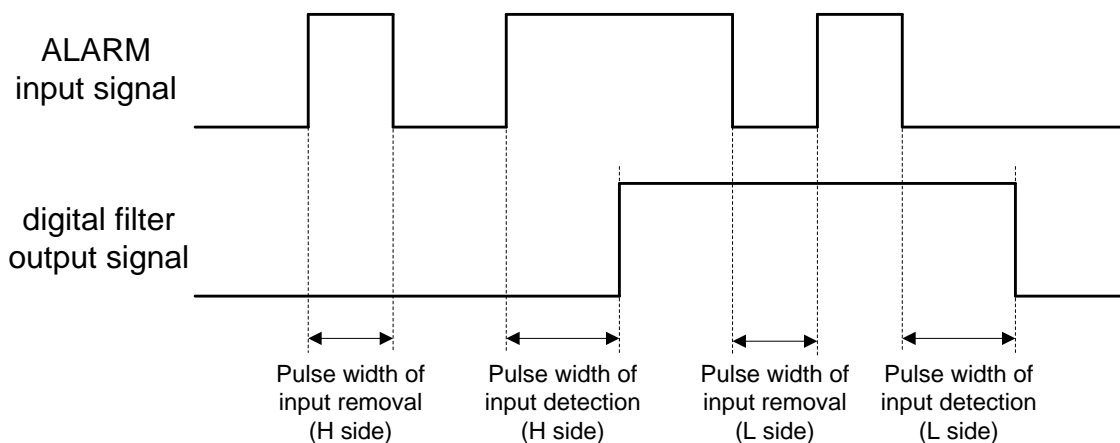 ALARM
input signal
digital filter
output signal
Pulse width of
input removal
(H side)
Pulse width of
input detection
(H side)
Pulse width of
input removal
(L side)
Pulse width of
input detection
(L side)